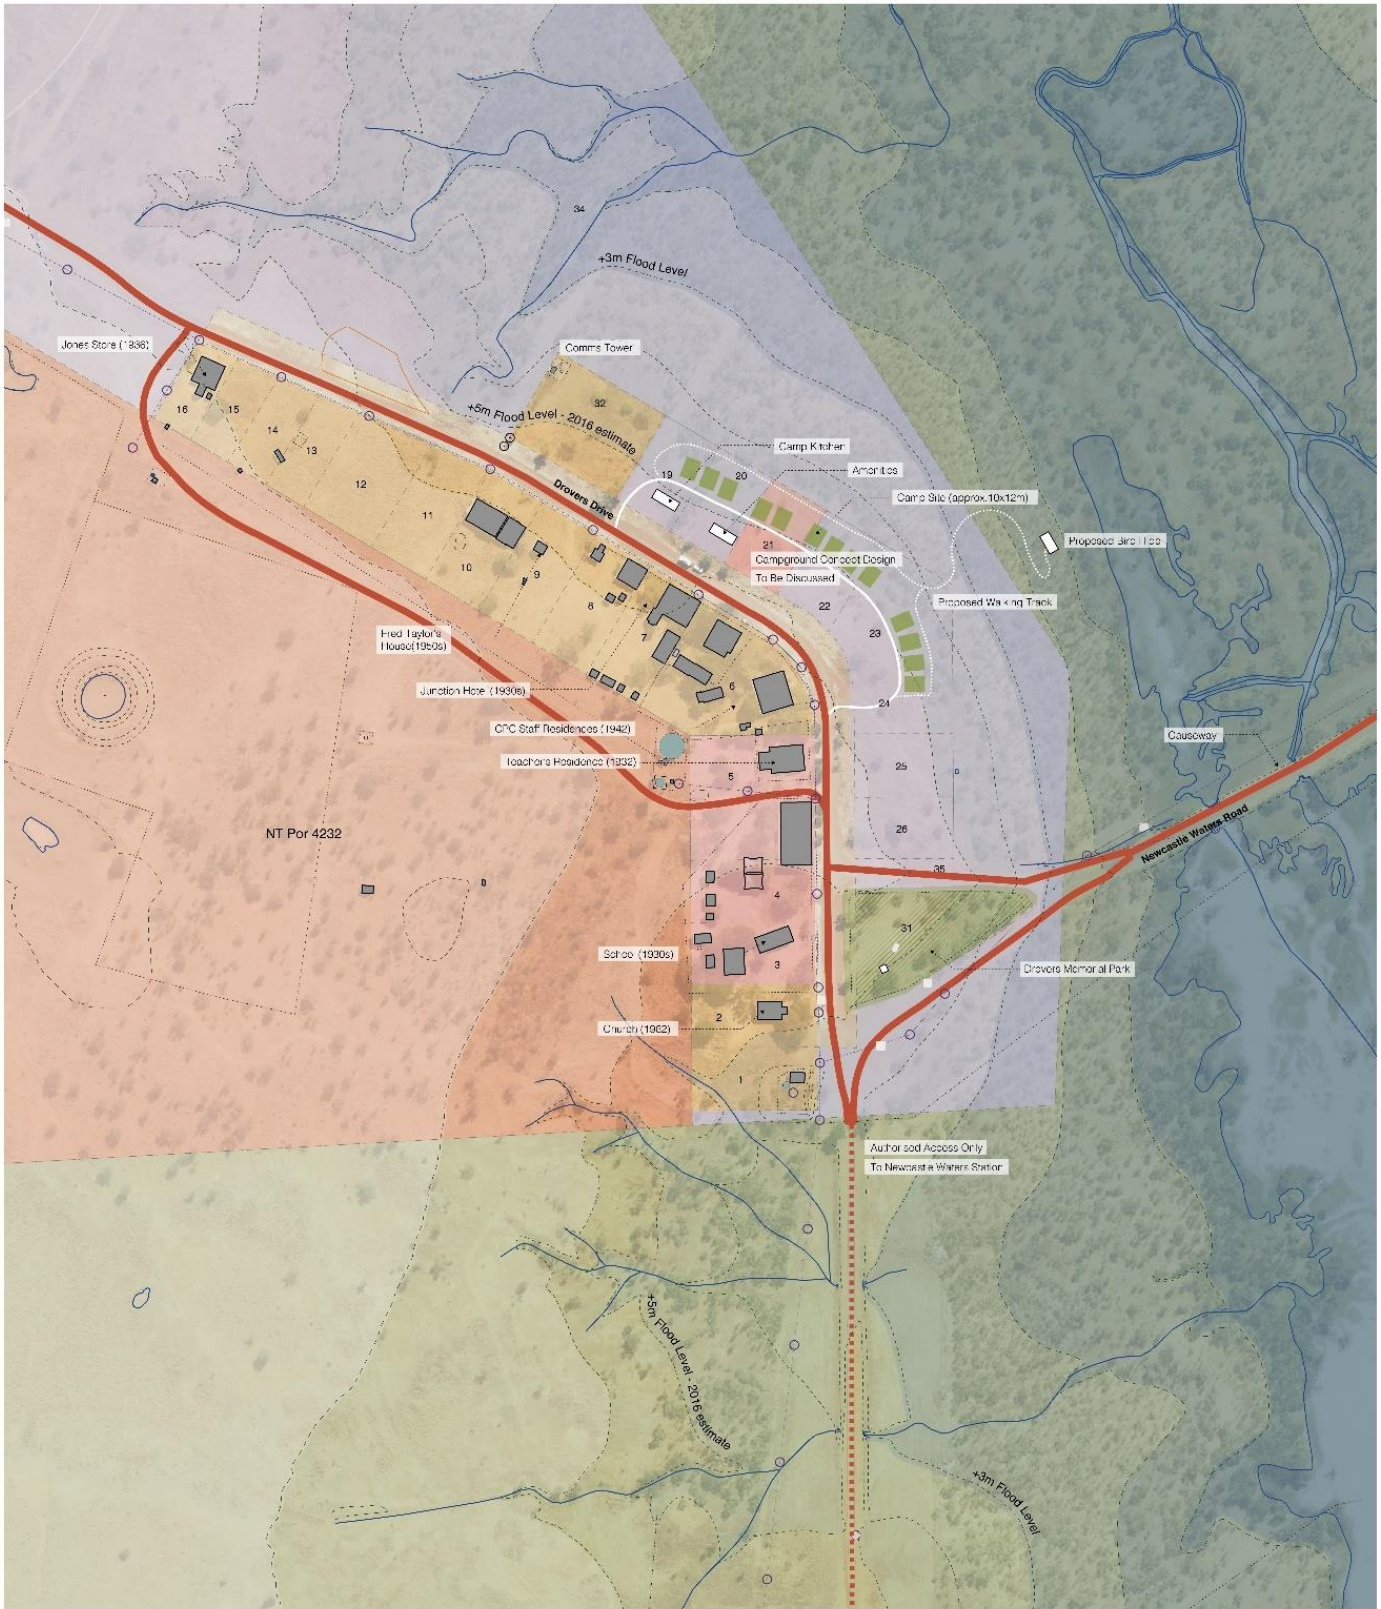 34
+3m Flood Level
Jones Store (1936)
Comms Tower
32
+5m Flood Level - 2016 estimate
16
15
14
13
12
11
10
9
8
7
6
Drovers Drive
Camp Kitchen
19
20
Amenities
Camp Site (approx.10x12m)
21
Proposed Bird Hide
Campground Concept Design
To Be Discussed
22
23
Proposed Walking Track
24
Fred Taylor's
House(1950s)
Junction Hotel (1930s)
CPC Staff Residences (1942)
Teachers Residence (1932)
5
25
26
Causeway
Newcastle Waters Road
NT Por 4232
35
4
31
School (1930s)
3
Drovers Memorial Park
2
Church (1962)
1
Authorised Access Only
To Newcastle Waters Station
+5m Flood Level - 2016 estimate
+3m Flood Level